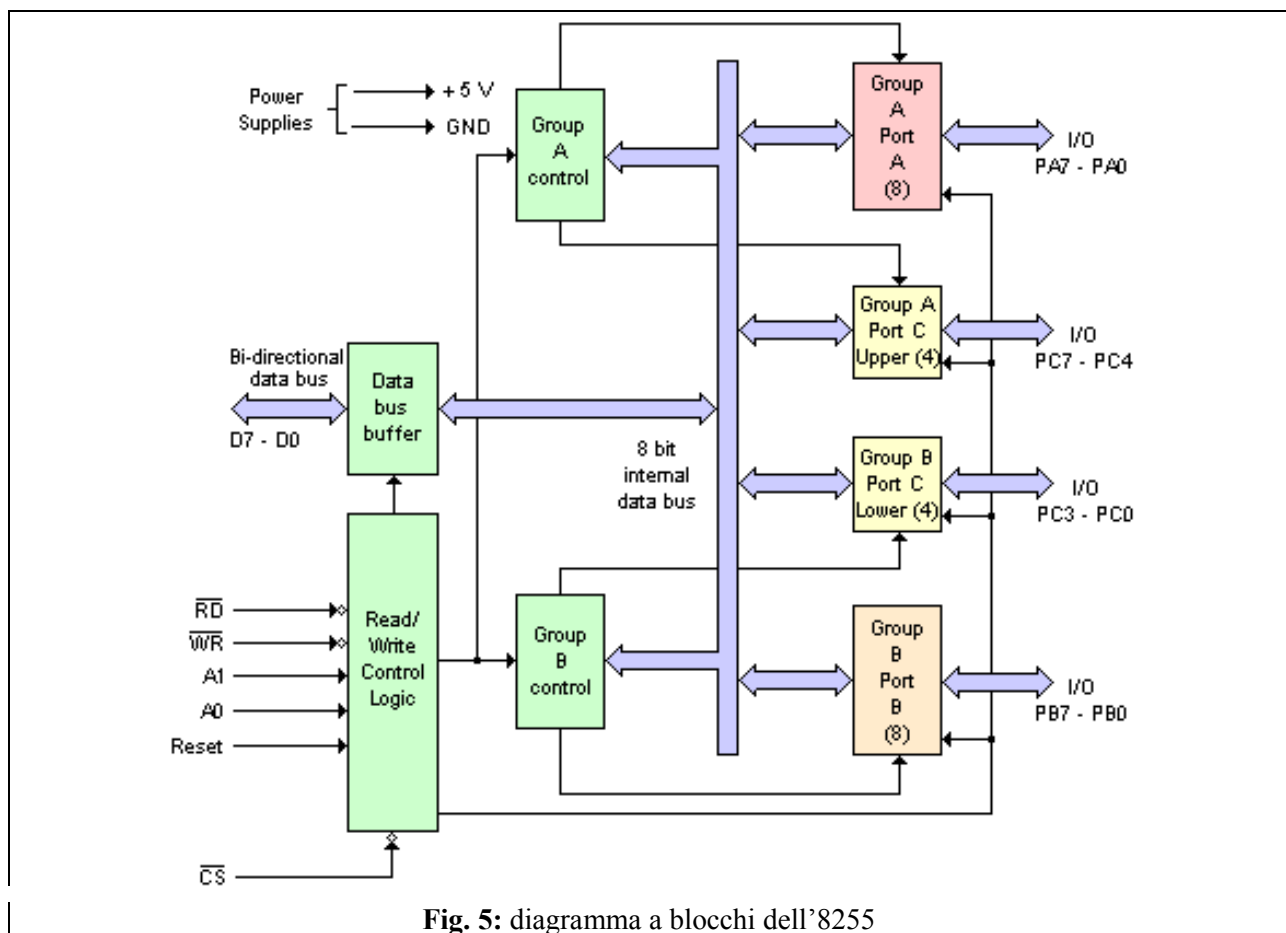 Power
Supplies
+ 5 V
GND
Group
A
control
Group
A
Port
A
(8)
I/O
PA7 - PA0
Group A
Port C
Upper (4)
I/O
PC7 - PC4
Bi-directional
data bus
D7 - D0
Data
bus
buffer
8 bit
internal
data bus
Group B
Port C
Lower (4)
I/O
PC3 - PC0
RD
WR
A1
A0
Reset
CS
Read/
Write
Control
Logic
Group
B
control
Group
B
Port
B
(8)
I/O
PB7 - PB0
Fig. 5: diagramma a blocchi dell’8255